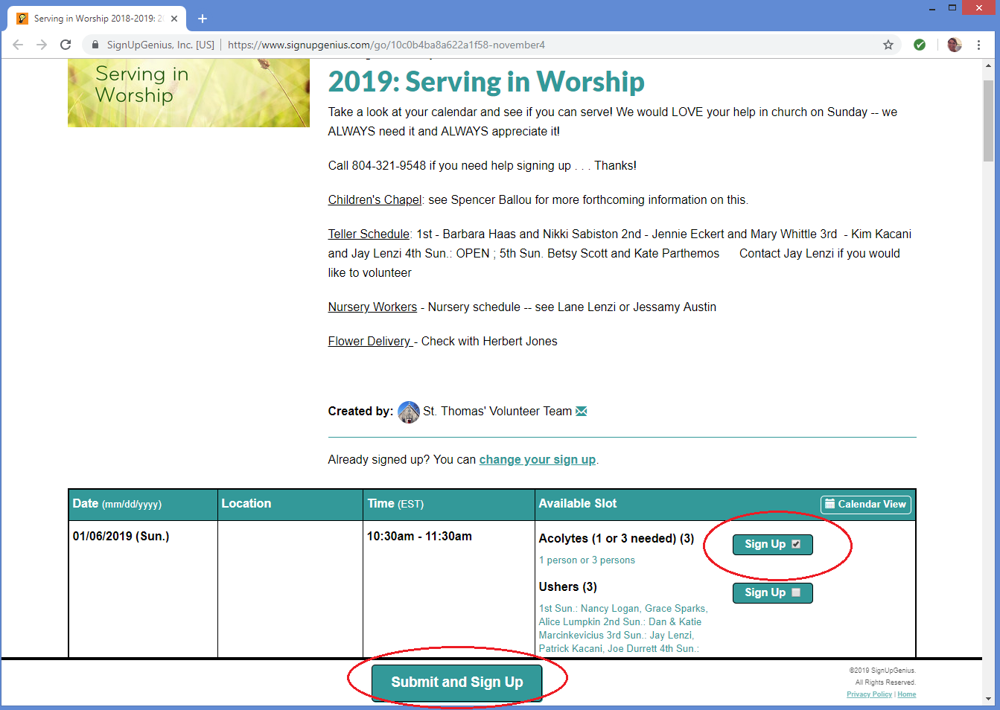 Serving in Worship 2018-2019: 2
SignUpGenius, Inc. [US] | https://www.signupgenius.com/go/10c0b4ba8a622a1f58-november4
Serving in
Worship
2019: Serving in Worship
Take a look at your calendar and see if you can serve! We would LOVE your help in church on Sunday -- we
ALWAYS need it and ALWAYS appreciate it!
Call 804-321-9548 if you need help signing up . . . Thanks!
Children's Chapel: see Spencer Ballou for more forthcoming information on this.
Teller Schedule: 1st - Barbara Haas and Nikki Sabiston 2nd - Jennie Eckert and Mary Whittle 3rd  - Kim Kacani
and Jay Lenzi 4th Sun.: OPEN ; 5th Sun. Betsy Scott and Kate Parthemos      Contact Jay Lenzi if you would
like to volunteer
Nursery Workers - Nursery schedule -- see Lane Lenzi or Jessamy Austin
Flower Delivery - Check with Herbert Jones
Created by: St. Thomas' Volunteer Team
Already signed up? You can change your sign up.
Date (mm/dd/yyyy) Location Time (EST) Available Slot Calendar View
01/06/2019 (Sun.) 10:30am - 11:30am
Acolytes (1 or 3 needed) (3) Sign Up
1 person or 3 persons
Ushers (3) Sign Up
1st Sun.: Nancy Logan, Grace Sparks,
Alice Lumpkin 2nd Sun.: Dan & Katie
Marcinkevicius 3rd Sun.: Jay Lenzi,
Patrick Kacani, Joe Durrett 4th Sun.:
Submit and Sign Up
©2019 SignUpGenius.
All Rights Reserved.
Privacy Policy | Home